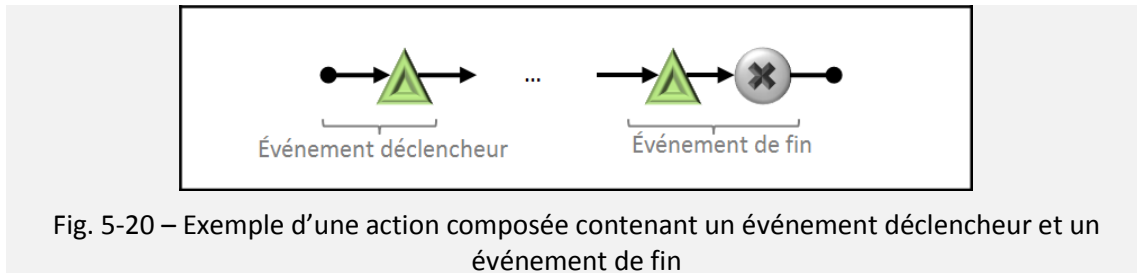 ...
Événement déclencheur
Événement de fin
Fig. 5-20 – Exemple d’une action composée contenant un événement déclencheur et un
événement de fin